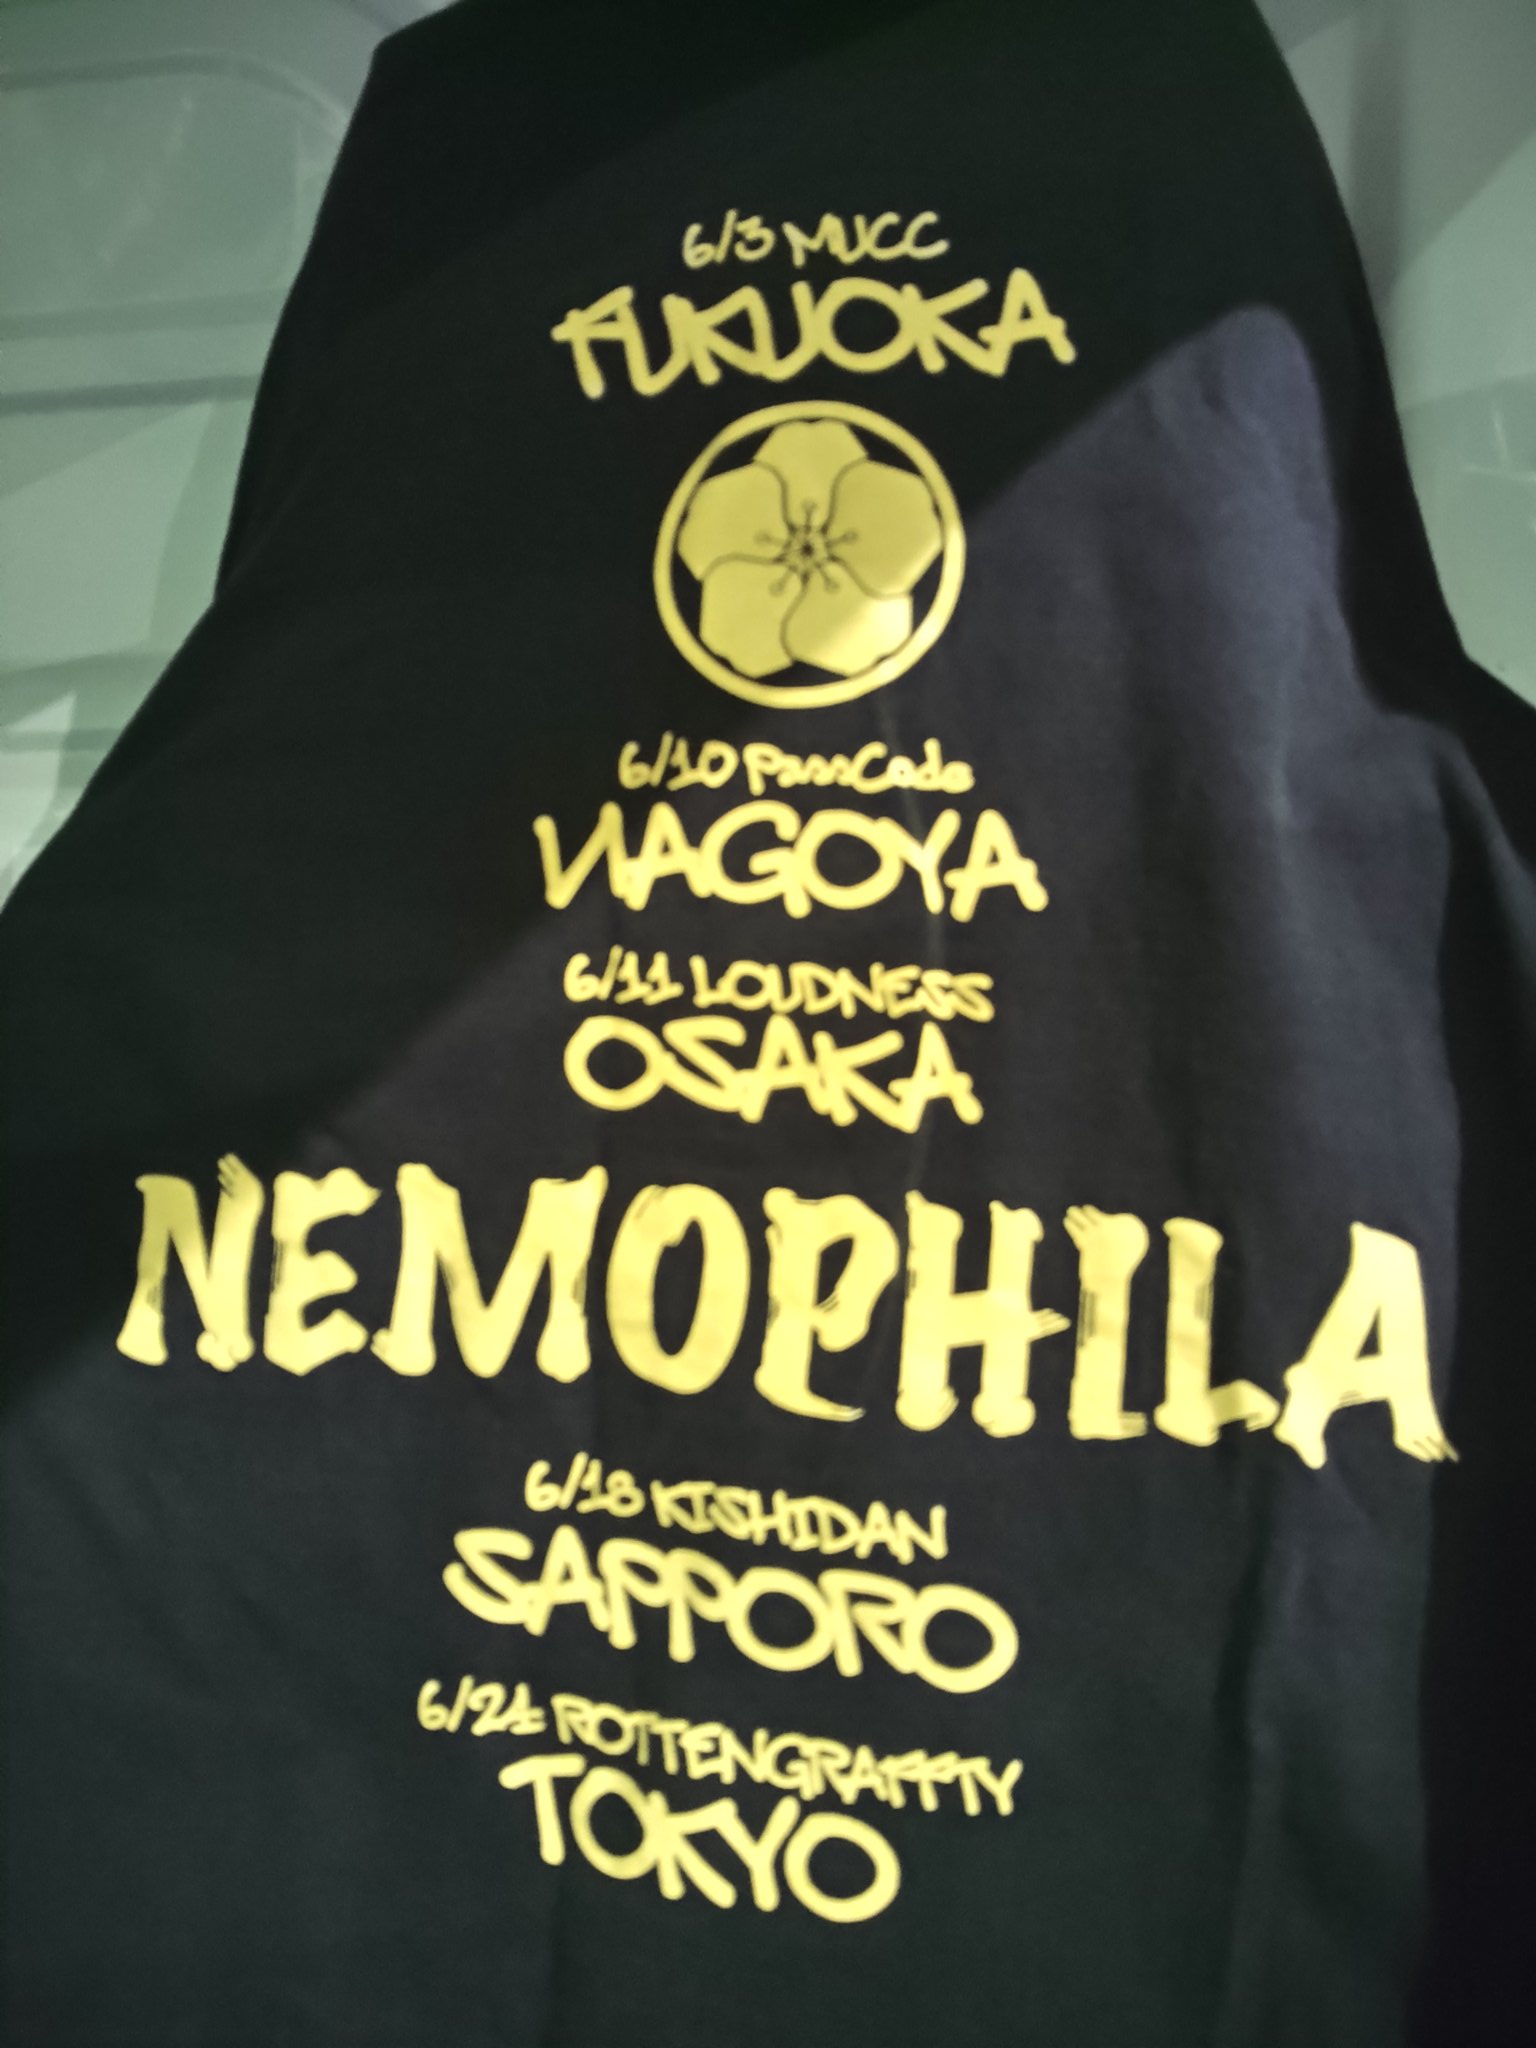 6/3 MUCC
FUKUOKA
6/10 PassCode
NAGOYA
6/11 LOUDNESS
OSAKA
NEMOPHILA
6/18 KISHIDAN
SAPPORO
6/21 ROTTENGRAFFTY
TOKYO